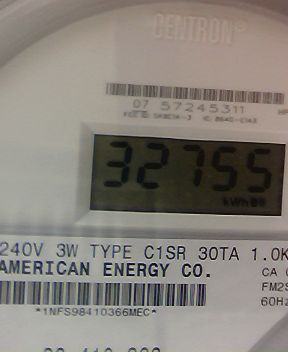 CENTRON®
07 57245311
32755
kWh
240V 3W TYPE C1SR 30TA 1.0K
AMERICAN ENERGY CO.
CA
FM2S
60Hz
*1NFS98410366MEC*